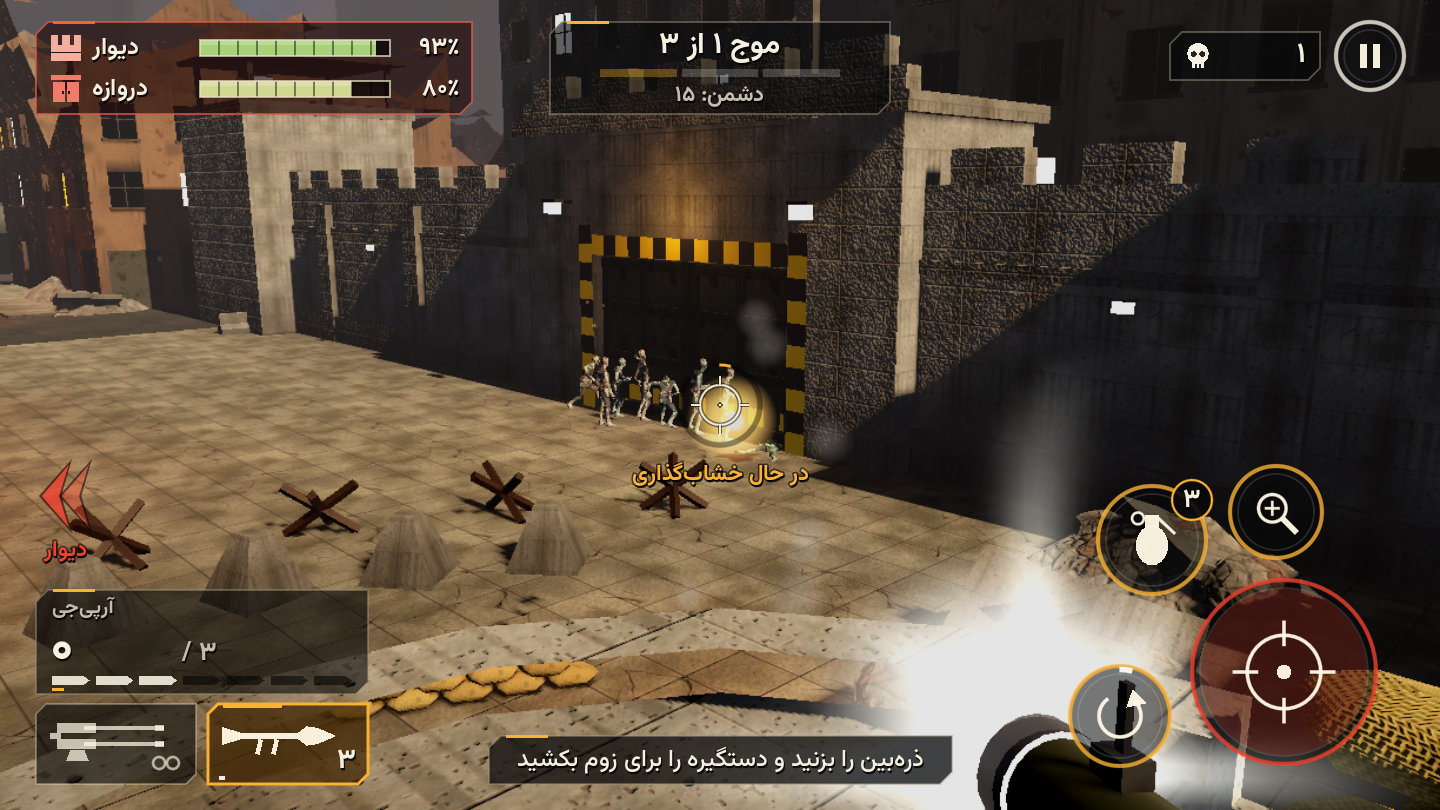 دیوار ۹۳٪
دروازه ۸۰٪
موج ۱ از ۳
دشمن: ۱۵
۱
در حال خشاب‌گذاری
دیوار
۳
آرپی‌جی
۰ / ۳
∞
۳
ذره‌بین را بزنید و دستگیره را برای زوم بکشید